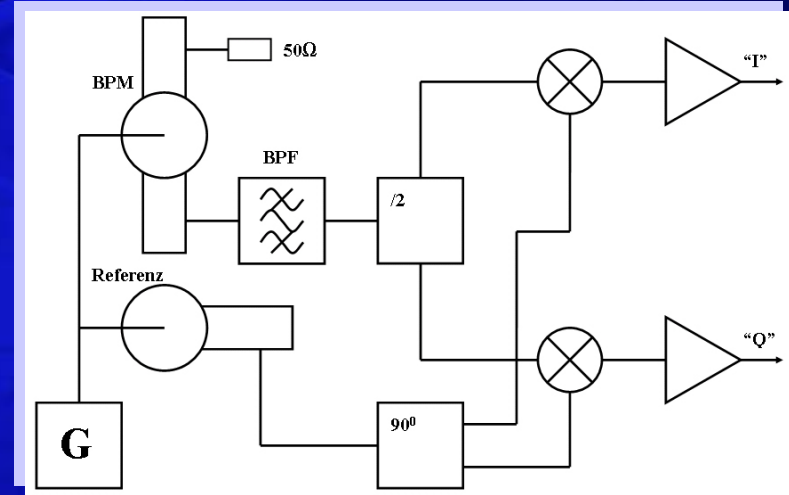 50Ω
BPM
"I"
BPF
/2
Referenz
"Q"
90⁰
G